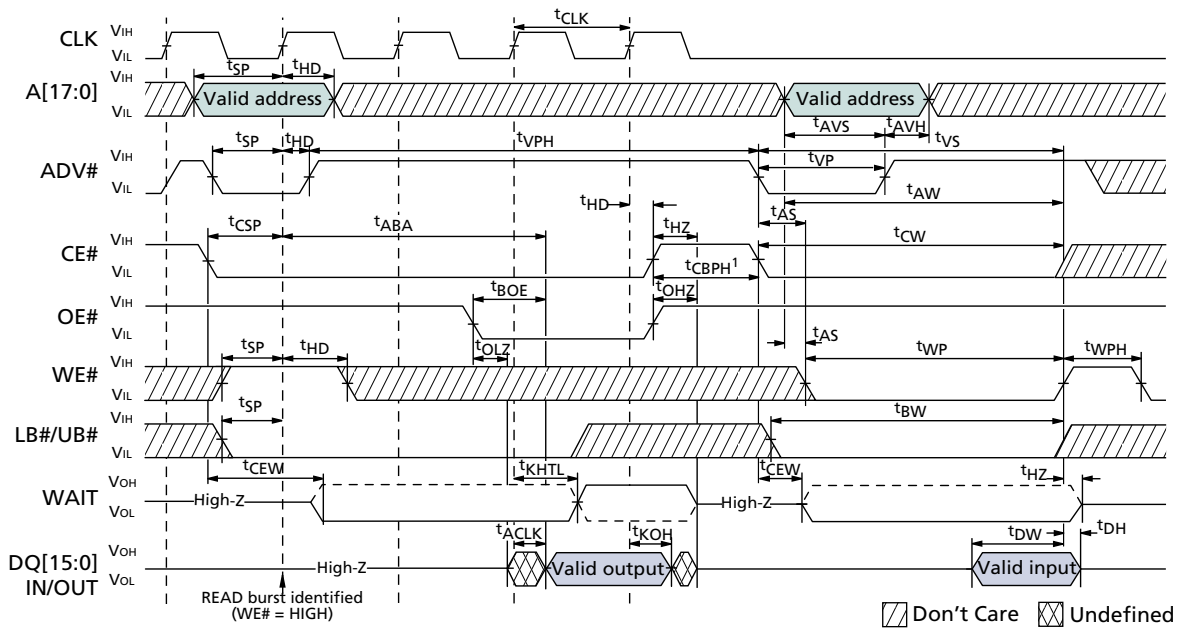 tCLK
CLK VIH
VIL
tSP tHD
A[17:0] VIH
VIL
Valid address Valid address
tAVS tAVH
tSP tHD tVPH tVS
ADV# VIH
VIL
tVP
tAW
tHD tAS
tCSP tABA tHZ tCW
CE# VIH
VIL
tCBPH1
tBOE tOHZ
OE# VIH
VIL
tAS
tOLZ
tSP tHD tWP tWPH
WE# VIH
VIL
tSP tBW
LB#/UB# VIH
VIL
tCEW tKHTL tCEW tHZ
WAIT VOH
VOL
High-Z High-Z
tACLK tKOH tDW tDH
DQ[15:0] VOH
IN/OUT VOL
High-Z Valid output Valid input
READ burst identified
(WE# = HIGH)
Don't Care Undefined